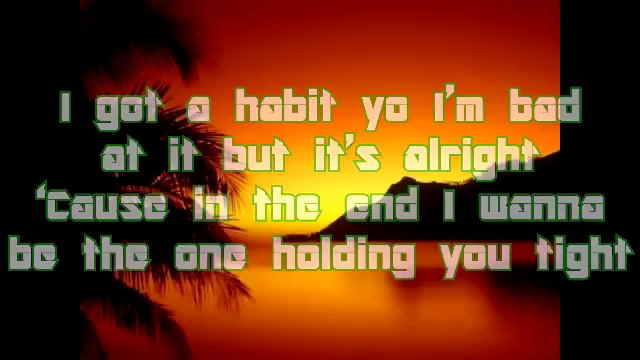 I got a habit yo I'm bad
at it but it's alright
'Cause in the end I wanna
be the one holding you tight